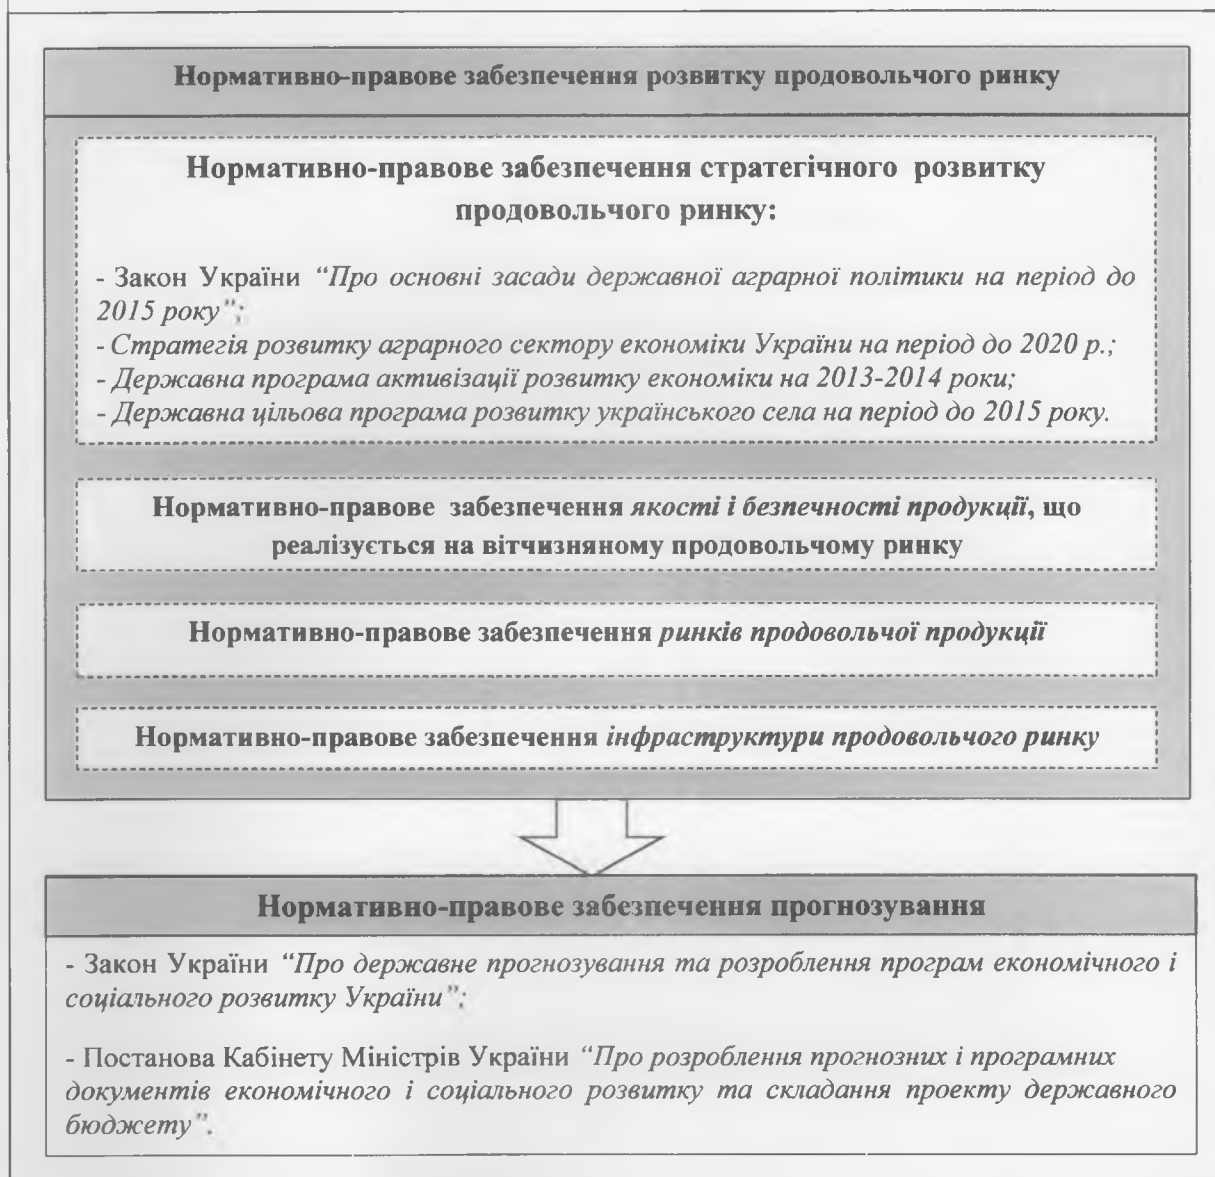 Нормативно-правове забезпечення розвитку продовольчого ринку
Нормативно-правове забезпечення стратегічного розвитку
продовольчого ринку:
- Закон України “Про основні засади державної аграрної політики на період до
2015 року”;
- Стратегія розвитку аграрного сектору економіки України на період до 2020 р.;
- Державна програма активізації розвитку економіки на 2013-2014 роки;
- Державна цільова програма розвитку українського села на період до 2015 року.
Нормативно-правове забезпечення якості і безпечності продукції, що
реалізується на вітчизняному продовольчому ринку
Нормативно-правове забезпечення ринків продовольчої продукції
Нормативно-правове забезпечення інфраструктури продовольчого ринку
Нормативно-правове забезпечення прогнозування
- Закон України “Про державне прогнозування та розроблення програм економічного і
соціального розвитку України”;
- Постанова Кабінету Міністрів України “Про розроблення прогнозних і програмних
документів економічного і соціального розвитку та складання проекту державного
бюджету”.